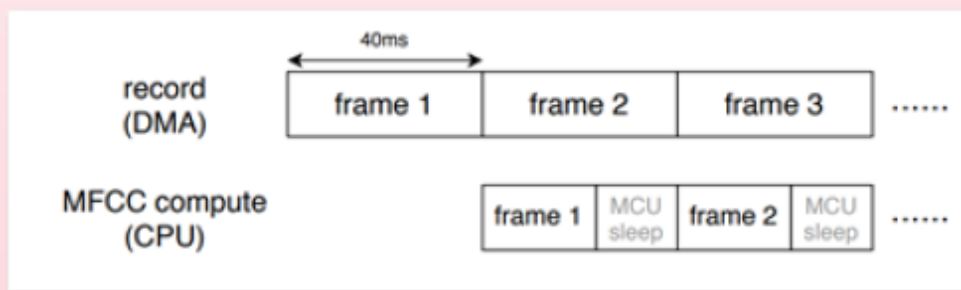 40ms
record
(DMA)
frame 1 frame 2 frame 3 ......
MFCC compute
(CPU)
frame 1 MCU sleep frame 2 MCU sleep ......